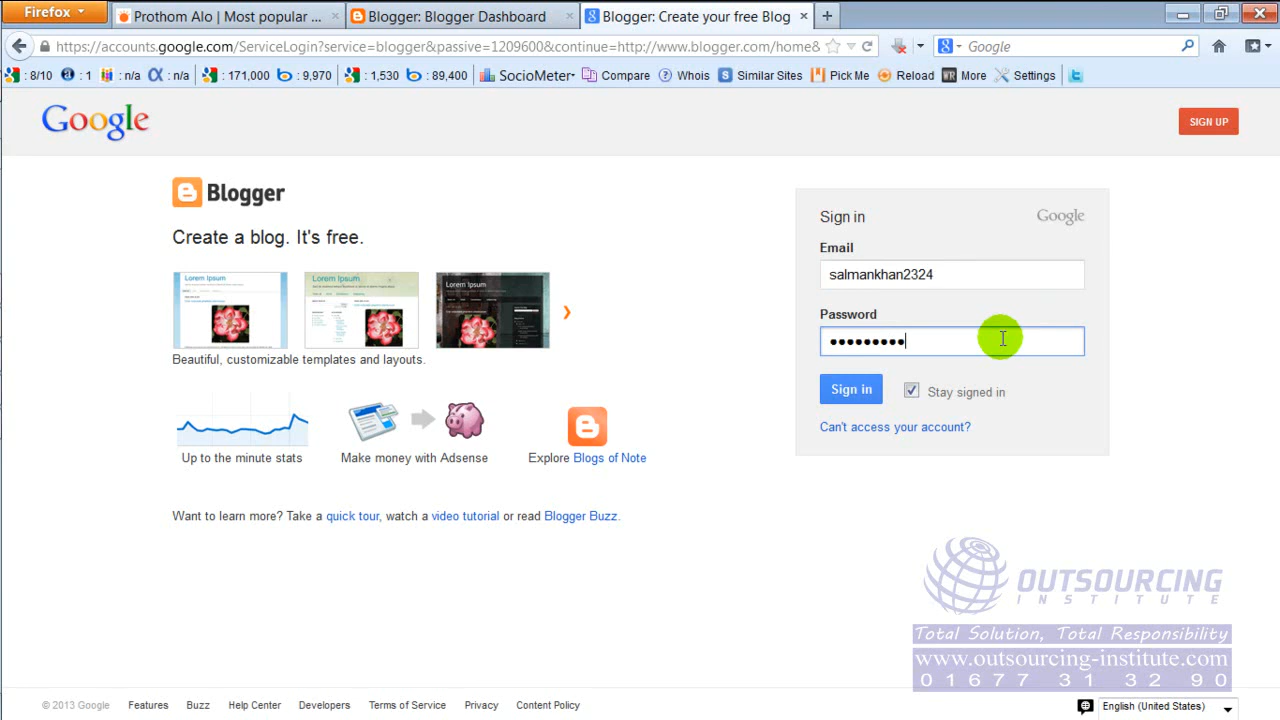 Firefox
Prothom Alo | Most popular ...
Blogger: Blogger Dashboard
Blogger: Create your free Blog
https://accounts.google.com/ServiceLogin?service=blogger&passive=1209600&continue=http://www.blogger.com/home&
Google
: 8/10
: 1
: n/a
: n/a
: 171,000
: 9,970
: 1,530
: 89,400
SocioMeter
Compare
Whois
Similar Sites
Pick Me
Reload
More
Settings
Google
SIGN UP
Blogger
Create a blog. It's free.
Lorem Ipsum
Lorem Ipsum
Lorem Ipsum
Beautiful, customizable templates and layouts.
Up to the minute stats
Make money with Adsense
Explore Blogs of Note
Want to learn more? Take a quick tour, watch a video tutorial or read Blogger Buzz.
Sign in
Google
Email
salmankhan2324
Password
•••••••••
Sign in
Stay signed in
Can't access your account?
OUTSOURCING
INSTITUTE
Total Solution, Total Responsibility
www.outsourcing-institute.com
01677 31 32 90
© 2013 Google
Features
Buzz
Help Center
Developers
Terms of Service
Privacy
Content Policy
English (United States)